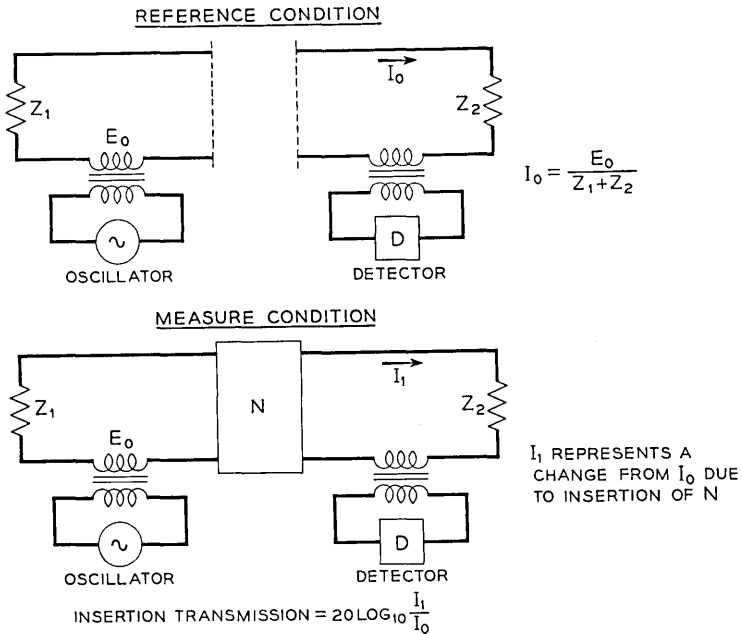 REFERENCE CONDITION
I₀
Z₁
Z₂
E₀
I₀ = E₀ / (Z₁+Z₂)
D
OSCILLATOR
DETECTOR
MEASURE CONDITION
I₁
Z₁
N
Z₂
E₀
I₁ REPRESENTS A
CHANGE FROM I₀ DUE
TO INSERTION OF N
D
OSCILLATOR
DETECTOR
INSERTION TRANSMISSION = 20 LOG₁₀ I₁/I₀